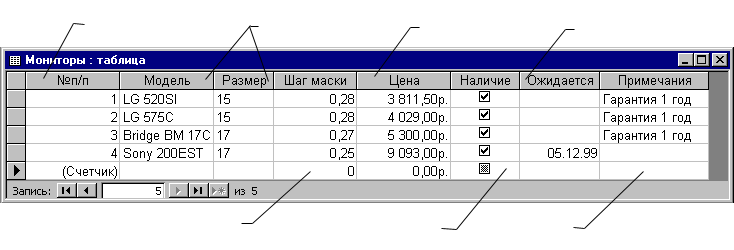 Мониторы : таблица
№п/п Модель Размер Шаг маски Цена Наличие Ожидается Примечания
1 LG 520SI 15 0,28 3 811,50р. Гарантия 1 год
2 LG 575C 15 0,28 4 029,00р. Гарантия 1 год
3 Bridge BM 17C 17 0,27 5 300,00р. Гарантия 1 год
4 Sony 200EST 17 0,25 9 093,00р. 05.12.99
(Счетчик) 0 0,00р.
Запись: 5 из 5